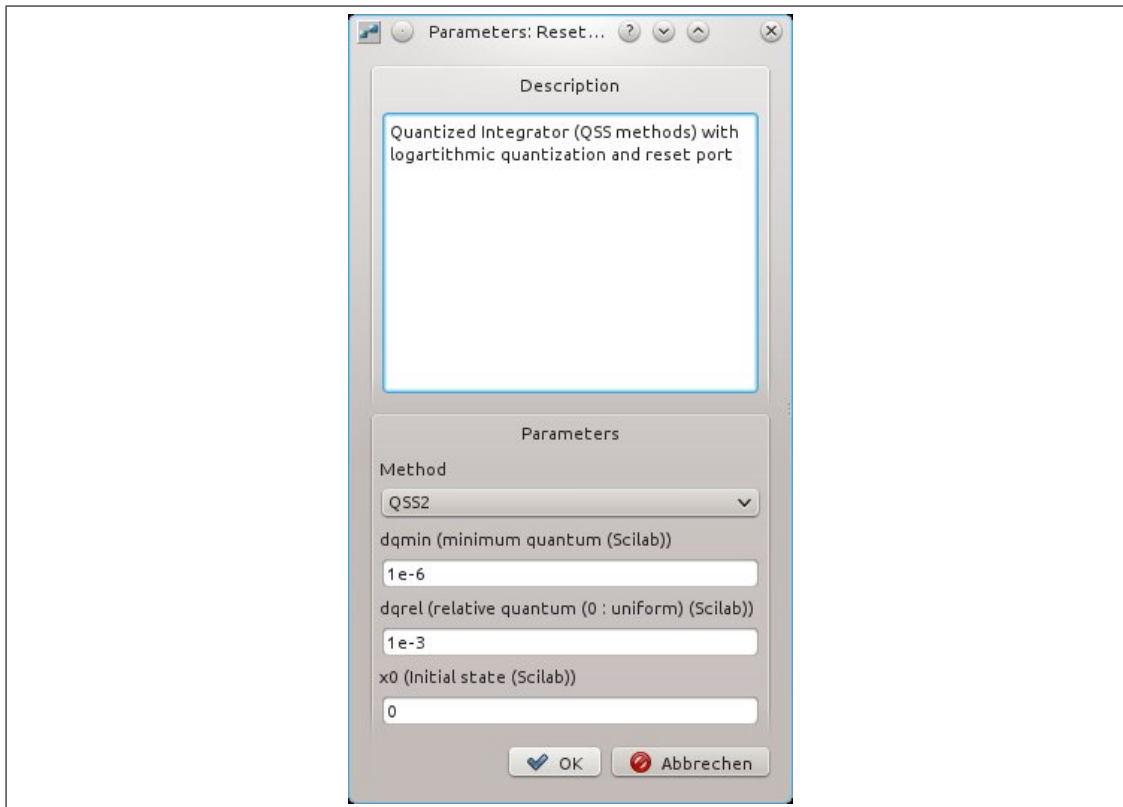 Parameters: Reset...
Description
Quantized Integrator (QSS methods) with
logartithmic quantization and reset port
Parameters
Method
QSS2
dqmin (minimum quantum (Scilab))
1e-6
dqrel (relative quantum (0 : uniform) (Scilab))
1e-3
x0 (Initial state (Scilab))
0
OK Abbrechen